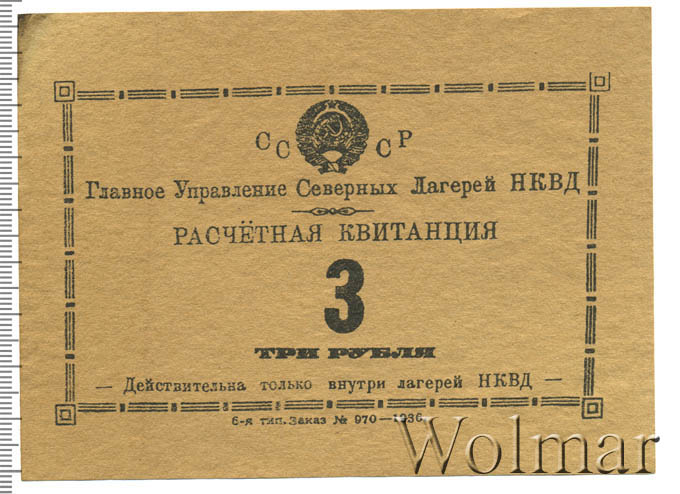 СССР
Главное Управление Северных Лагерей НКВД
РАСЧЁТНАЯ КВИТАНЦИЯ
3
ТРИ РУБЛЯ
— Действительна только внутри лагерей НКВД —
6-я тип. Заказ № 970—1936
Wolmar